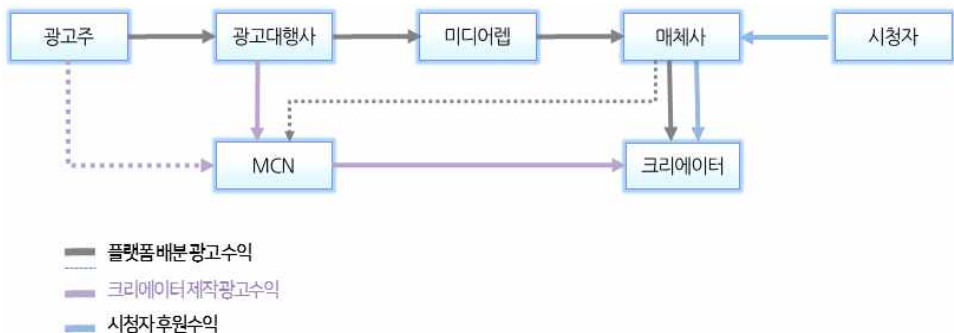 광고주
광고대행사
미디어렙
매체사
시청자
MCN
크리에이터
플랫폼 배분 광고 수익
크리에이터 제작 광고 수익
시청자 후원수익